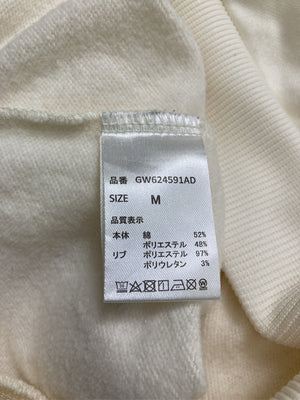 品番 GW624591AD
SIZE M
品質表示
本体 綿 52%
ポリエステル 48%
リブ ポリエステル 97%
ポリウレタン 3%